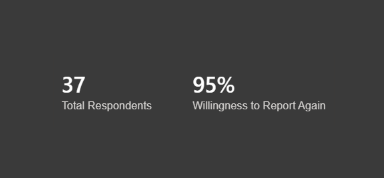 37
Total Respondents
95%
Willingness to Report Again